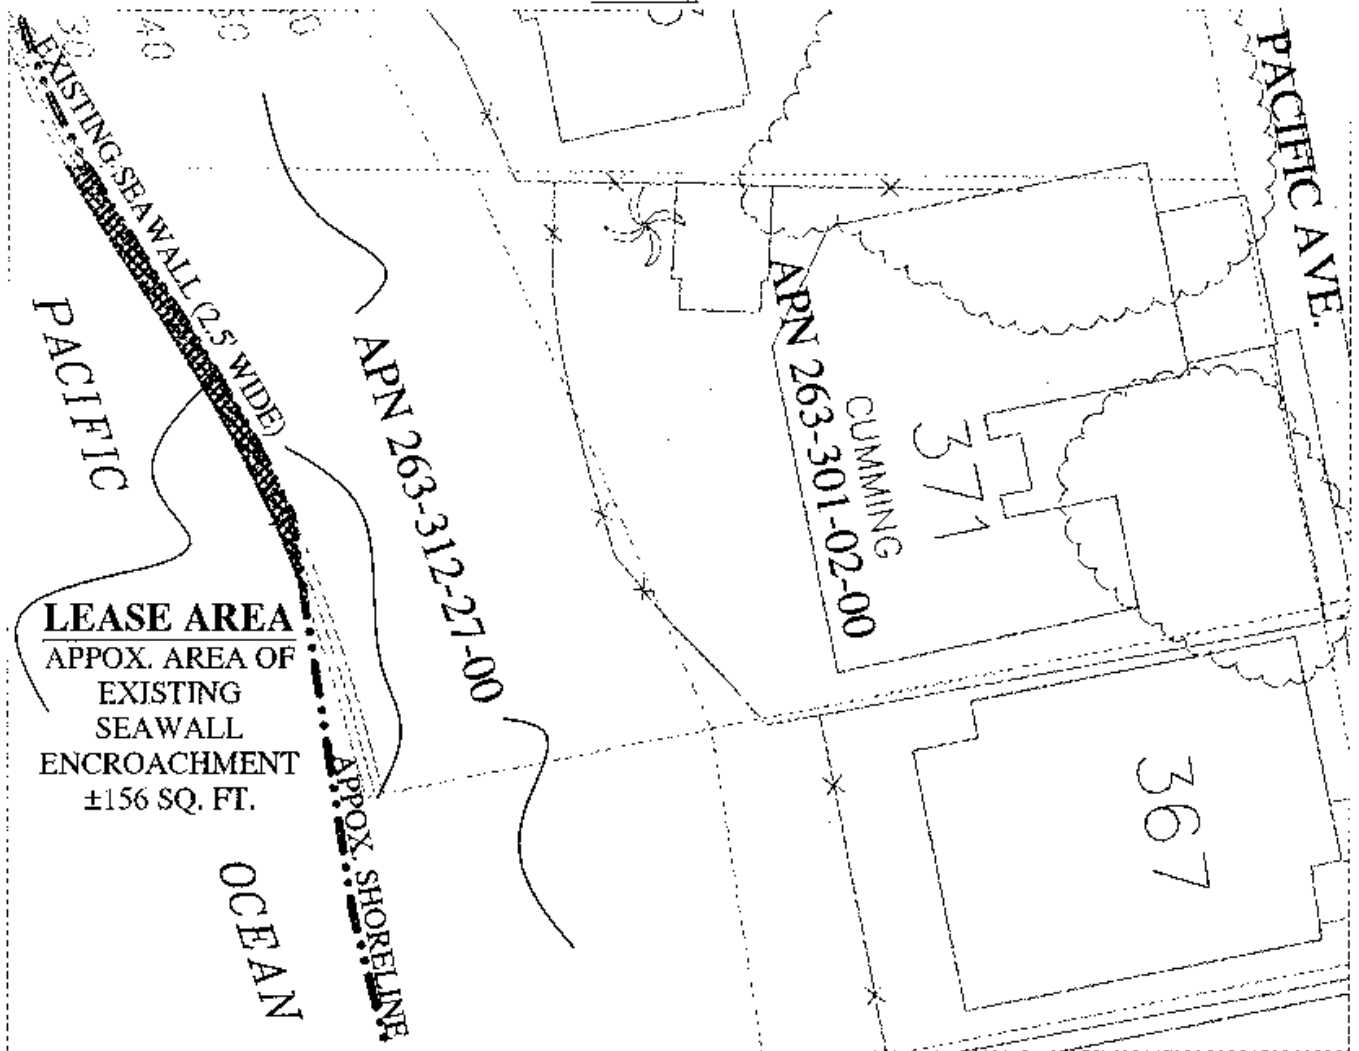 30
40
50
PACIFIC AVE.
EXISTING SEAWALL (2.5' WIDE)
PACIFIC
APN 263-312-27-00
APN 263-301-02-00
CUMMING
371
LEASE AREA
APPOX. AREA OF
EXISTING
SEAWALL
ENCROACHMENT
±156 SQ. FT.
367
APPOX. SHORELINE
OCEAN